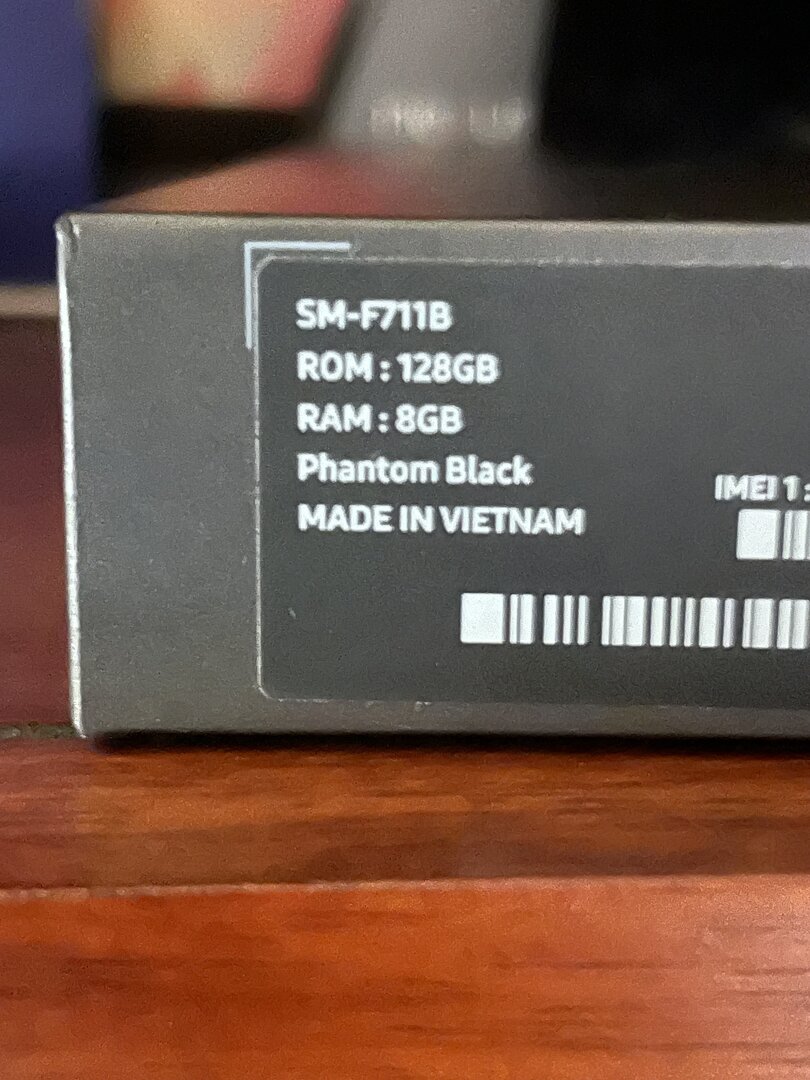 SM-F711B
ROM : 128GB
RAM : 8GB
Phantom Black
MADE IN VIETNAM
IMEI 1 :